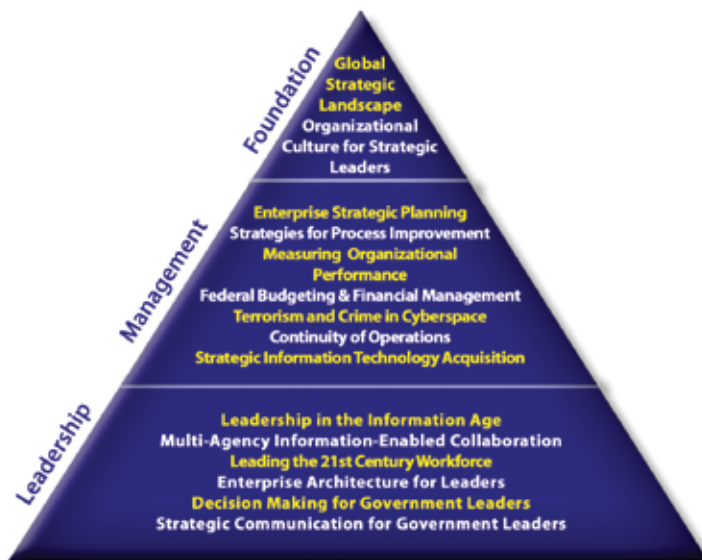 Foundation
Global
Strategic
Landscape
Organizational
Culture for Strategic
Leaders
Management
Enterprise Strategic Planning
Strategies for Process Improvement
Measuring Organizational
Performance
Federal Budgeting & Financial Management
Terrorism and Crime in Cyberspace
Continuity of Operations
Strategic Information Technology Acquisition
Leadership
Leadership in the Information Age
Multi-Agency Information-Enabled Collaboration
Leading the 21st Century Workforce
Enterprise Architecture for Leaders
Decision Making for Government Leaders
Strategic Communication for Government Leaders